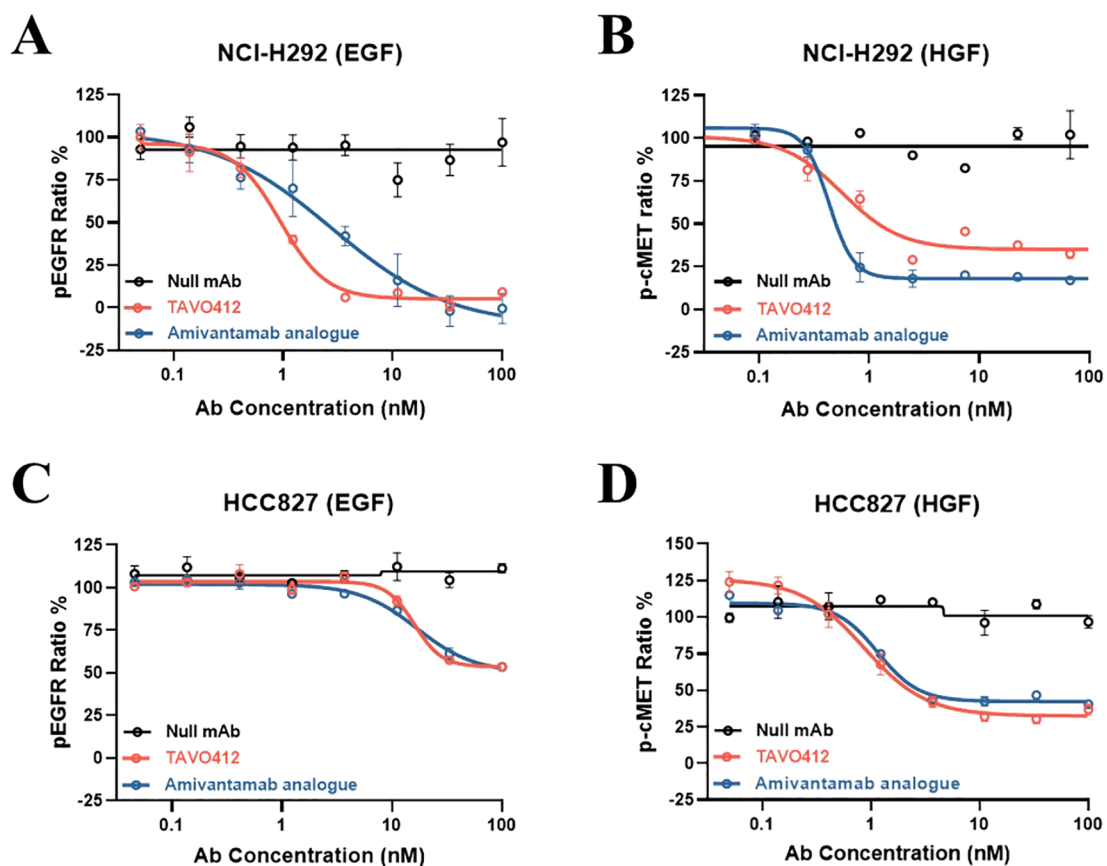 A
NCI-H292 (EGF)
pEGFR Ratio %
125
100
75
50
25
0
-25
Null mAb
TAVO412
Amivantamab analogue
0.1
1
10
100
Ab Concentration (nM)
B
NCI-H292 (HGF)
p-cMET ratio %
125
100
75
50
25
0
-25
Null mAb
TAVO412
Amivantamab analogue
0.1
1
10
100
Ab Concentration (nM)
C
HCC827 (EGF)
pEGFR Ratio %
125
100
75
50
25
0
-25
Null mAb
TAVO412
Amivantamab analogue
0.1
1
10
100
Ab Concentration (nM)
D
HCC827 (HGF)
p-cMET Ratio %
150
125
100
75
50
25
0
-25
Null mAb
TAVO412
Amivantamab analogue
0.1
1
10
100
Ab Concentration (nM)